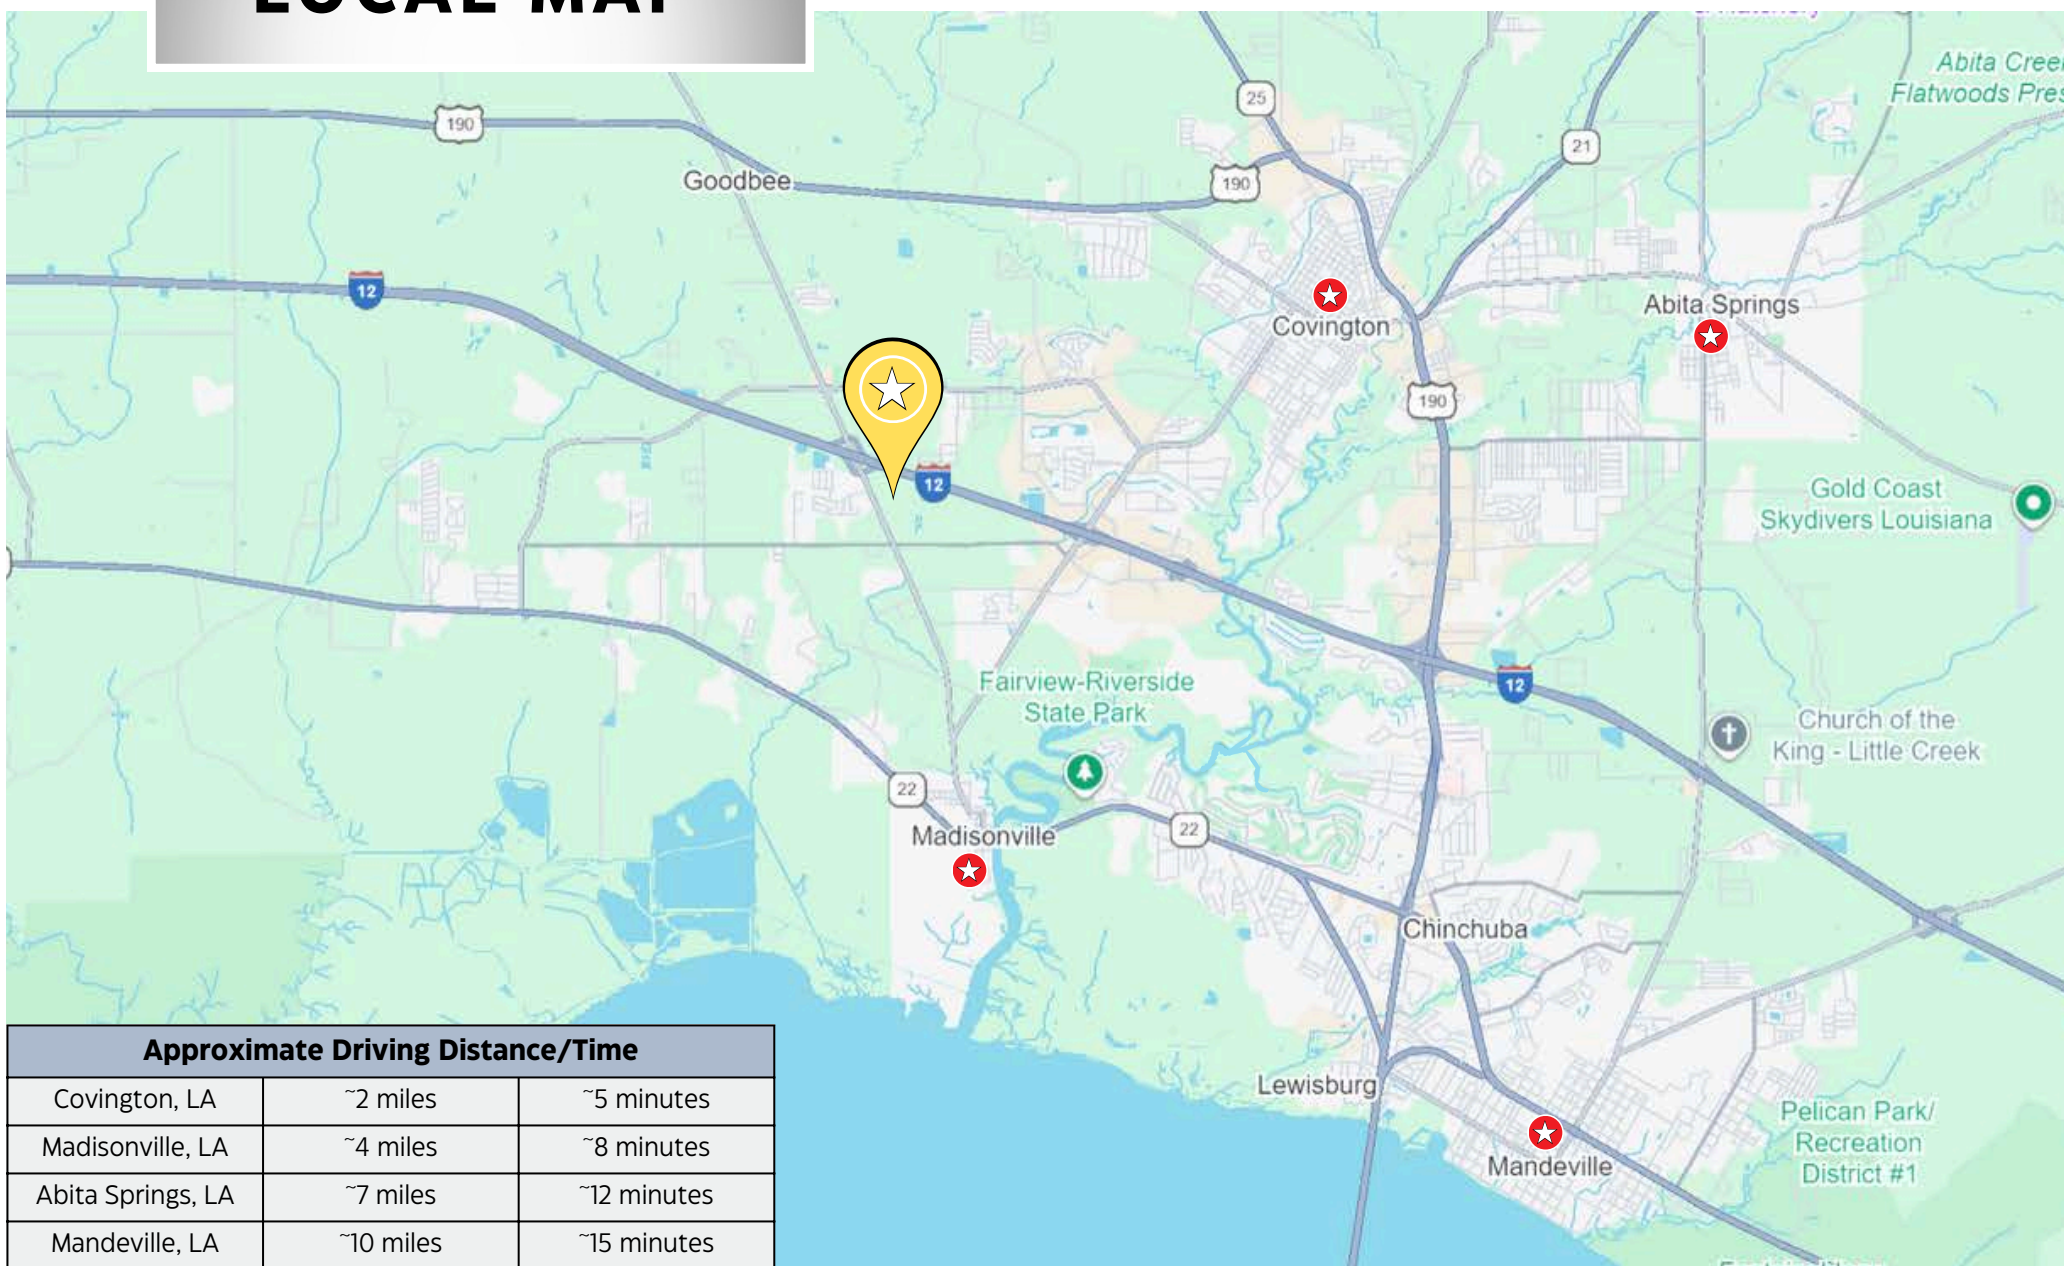 LOCAL MAP
Abita Creek
Flatwoods Pres
25
190
21
190
Goodbee
12
Abita Springs
Covington
190
12
Gold Coast
Skydivers Louisiana
Fairview-Riverside
State Park
12
Church of the
King - Little Creek
22
22
Madisonville
Chinchuba
Approximate Driving Distance/Time
Covington, LA ~2 miles ~5 minutes
Madisonville, LA ~4 miles ~8 minutes
Abita Springs, LA ~7 miles ~12 minutes
Mandeville, LA ~10 miles ~15 minutes
Lewisburg
Pelican Park/
Recreation
District #1
Mandeville